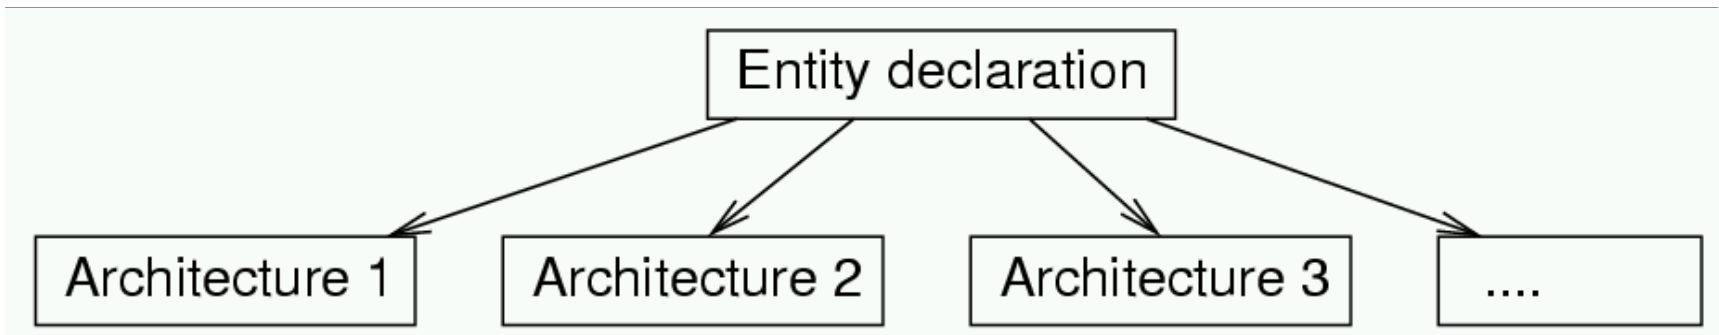 Entity declaration
Architecture 1
Architecture 2
Architecture 3
....